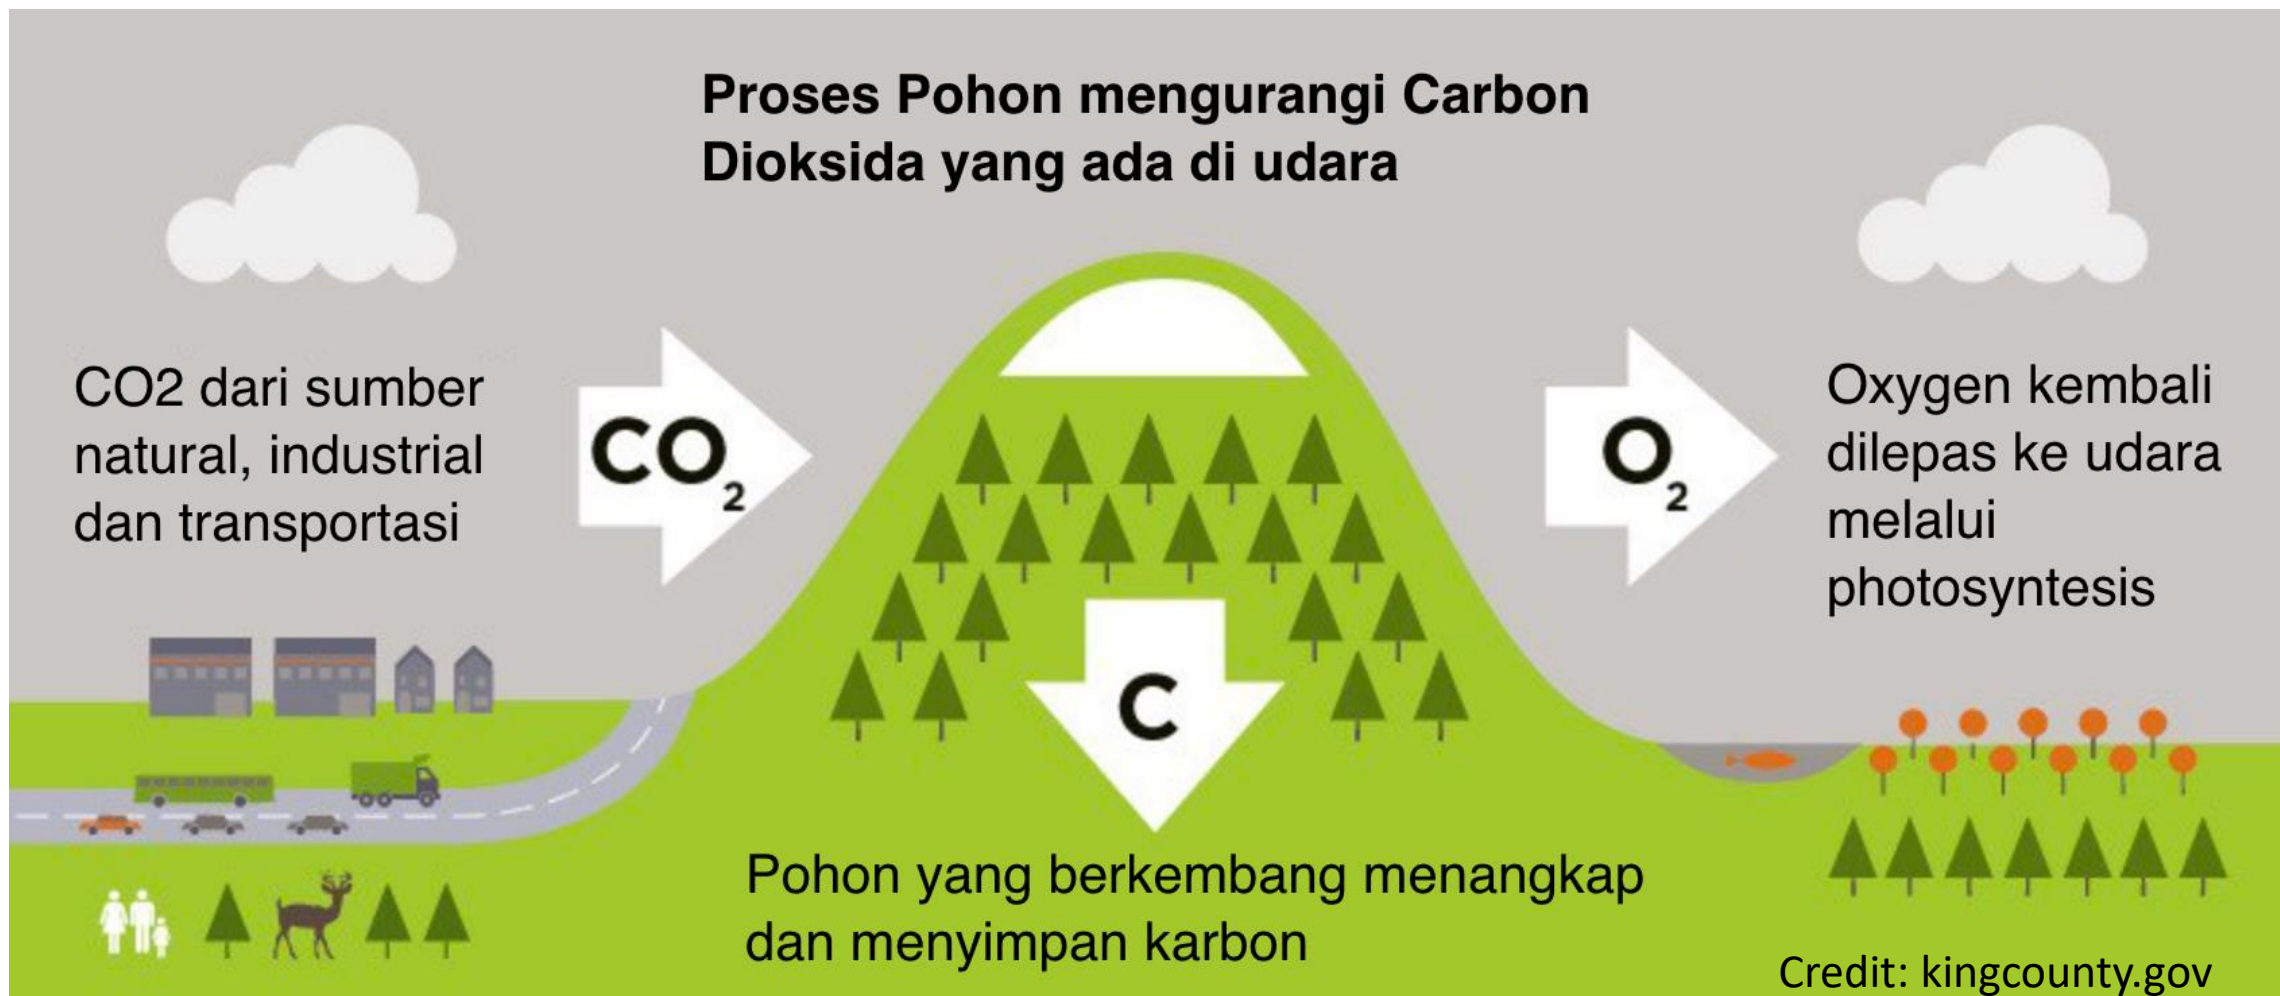 Proses Pohon mengurangi Carbon
Dioksida yang ada di udara
CO2 dari sumber
natural, industrial
dan transportasi
CO₂
O₂
Oxygen kembali
dilepas ke udara
melalui
photosyntesis
C
Pohon yang berkembang menangkap
dan menyimpan karbon
Credit: kingcounty.gov